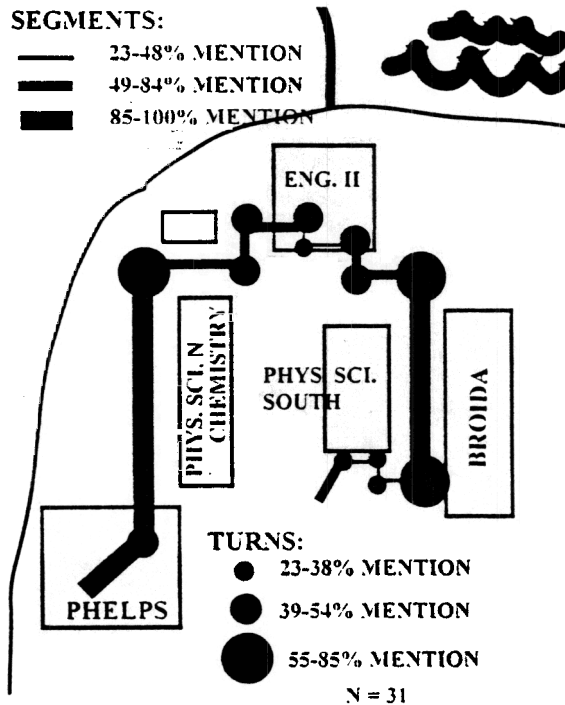 SEGMENTS:
23-48% MENTION
49-84% MENTION
85-100% MENTION
ENG. II
PHYS. SCI. N
CHEMISTRY
PHYS. SCI.
SOUTH
BROIDA
PHELPS
TURNS:
23-38% MENTION
39-54% MENTION
55-85% MENTION
N = 31